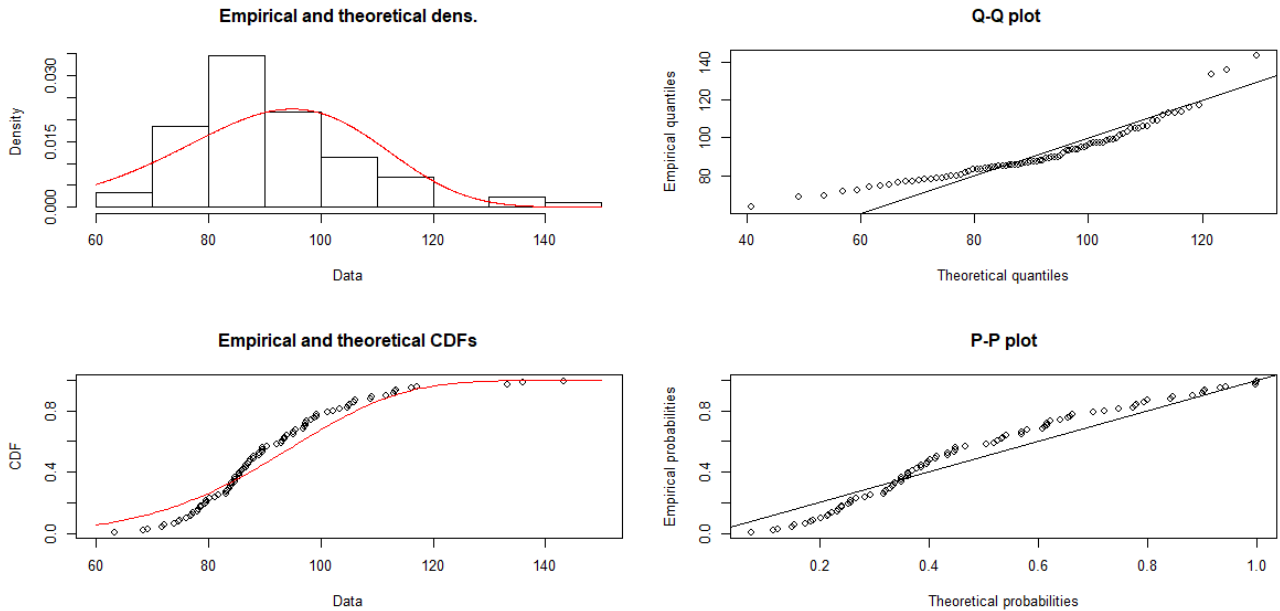 Empirical and theoretical dens.
Density
0.000
0.015
0.030
60
80
100
120
140
Data
Q-Q plot
Empirical quantiles
80
100
120
140
40
60
80
100
120
Theoretical quantiles
Empirical and theoretical CDFs
CDF
0.0
0.4
0.8
60
80
100
120
140
Data
P-P plot
Empirical probabilities
0.0
0.4
0.8
0.2
0.4
0.6
0.8
1.0
Theoretical probabilities